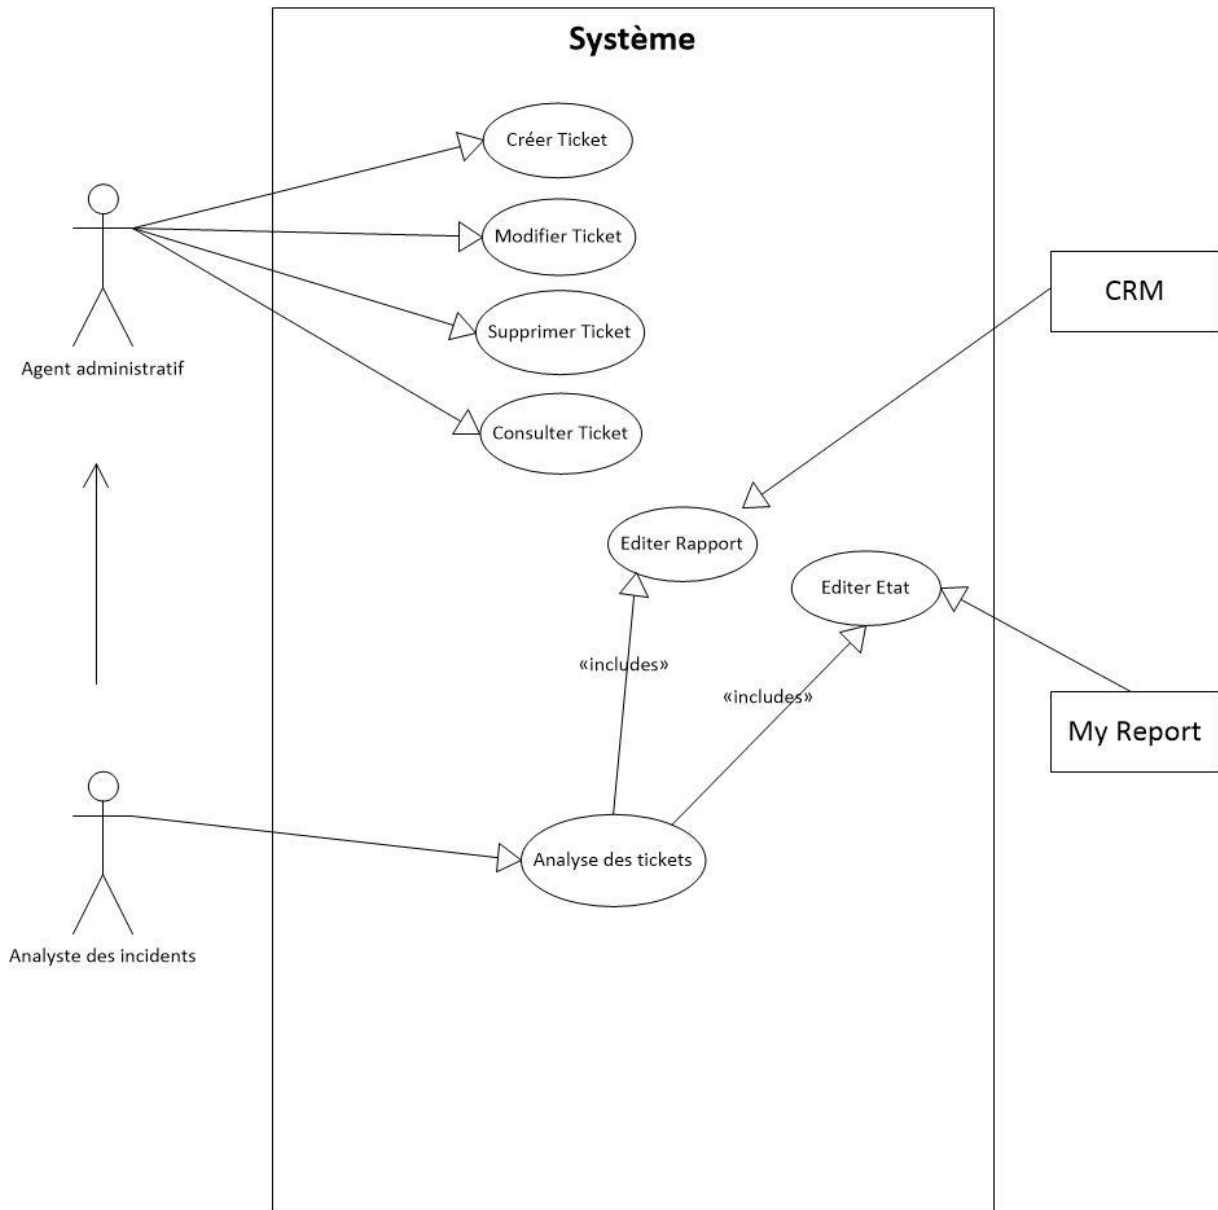 Système
Créer Ticket
Modifier Ticket
CRM
Supprimer Ticket
Agent administratif
Consulter Ticket
Editer Rapport
Editer Etat
«includes»
«includes»
My Report
Analyse des tickets
Analyste des incidents